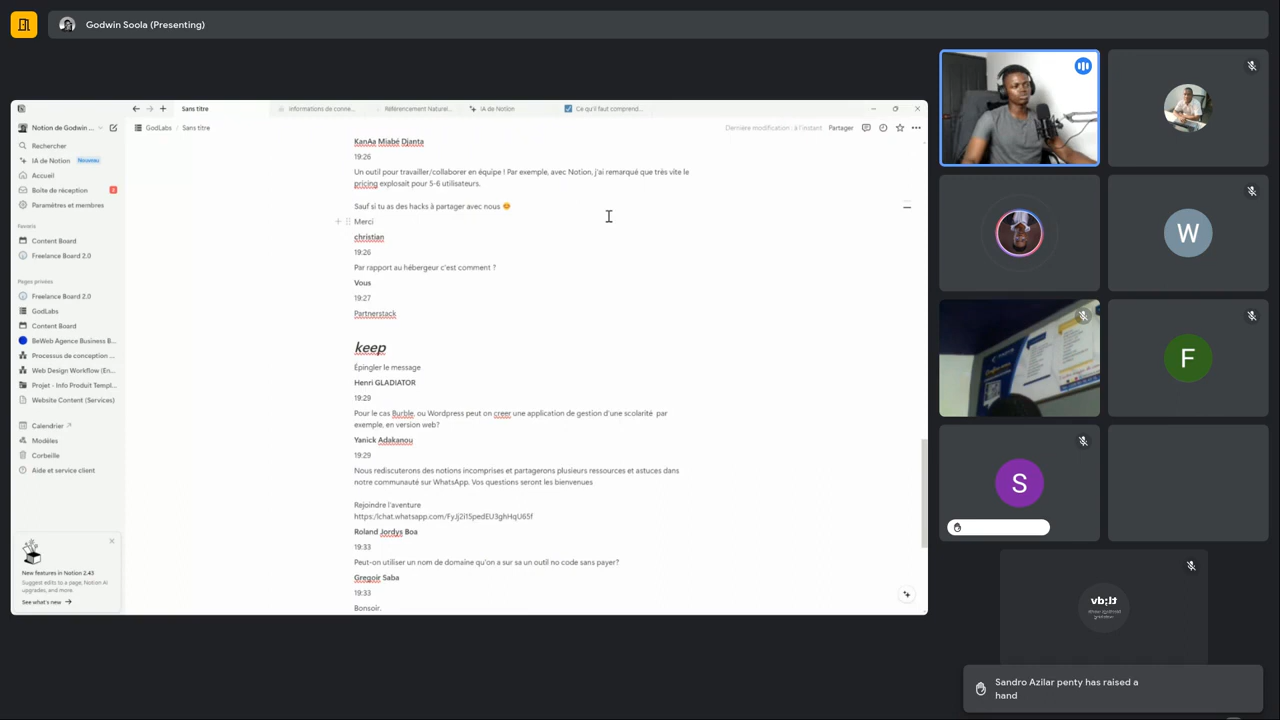 Godwin Soola (Presenting)
Sans titre
Informations de conne...
Référencement Naturel...
IA de Notion
Ce qu'il faut comprend...
Notion de Godwin ...
GodLabs / Sans titre
Dernière modification : à l'instant
Partager
Rechercher
IA de Notion Nouveau
Accueil
Boîte de réception
Paramètres et membres
Favoris
Content Board
Freelance Board 2.0
Pages privées
Freelance Board 2.0
GodLabs
Content Board
BeWeb Agence Business B...
Processus de conception ...
Web Design Workflow (En...
Projet - Info Produit Templ...
Website Content (Services)
Calendrier ↗
Modèles
Corbeille
Aide et service client
New features in Notion 2.43
Suggest edits to a page, Notion AI
upgrades, and more.
See what's new →
KanAa Miabé Djanta
19:26
Un outil pour travailler/collaborer en équipe ! Par exemple, avec Notion, j'ai remarqué que très vite le
pricing explosait pour 5-6 utilisateurs.
Sauf si tu as des hacks à partager avec nous 😊
Merci
christian
19:26
Par rapport au hébergeur c'est comment ?
Vous
19:27
Partnerstack
keep
Épingler le message
Henri GLADIATOR
19:29
Pour le cas Burble, ou Wordpress peut on creer une application de gestion d'une scolarité par
exemple, en version web?
Yanick Adakanou
19:29
Nous rediscuterons des notions incomprises et partagerons plusieurs ressources et astuces dans
notre communauté sur WhatsApp. Vos questions seront les bienvenues
Rejoindre l'aventure
Roland Jordys Boa
19:33
Peut-on utiliser un nom de domaine qu'on a sur sa un outil no code sans payer?
Gregoir Saba
19:33
Bonsoir.
W
F
S
Sandro Azilar penty has raised a
hand